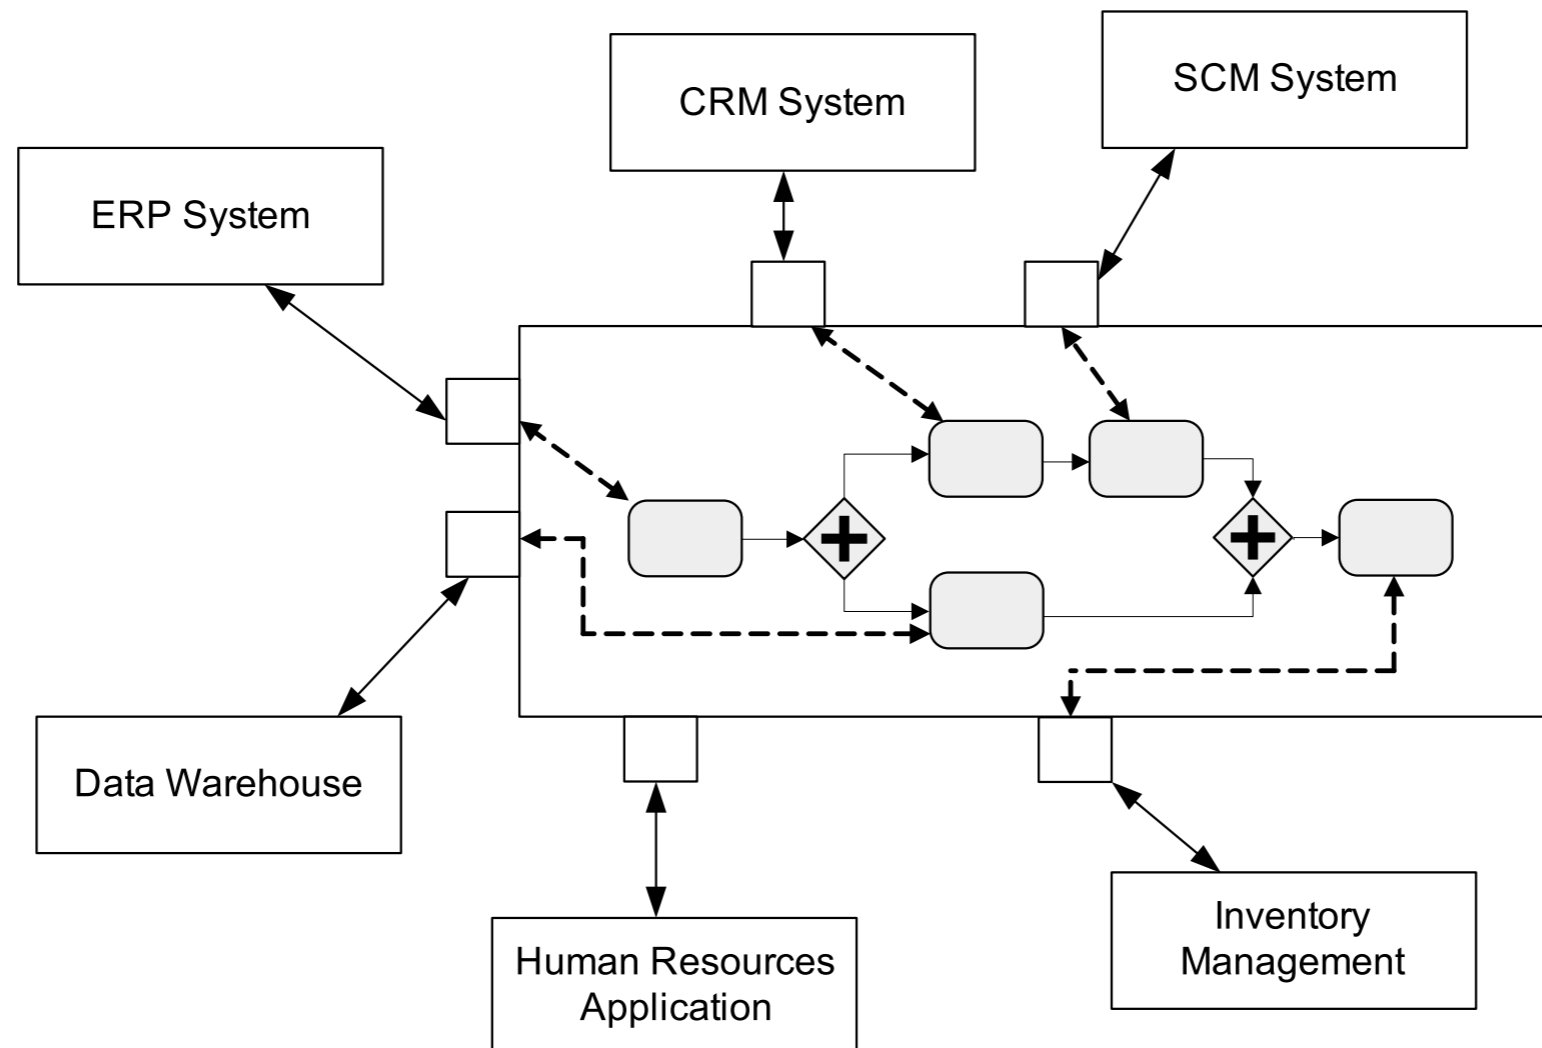 CRM System
SCM System
ERP System
Data Warehouse
Human Resources
Application
Inventory
Management